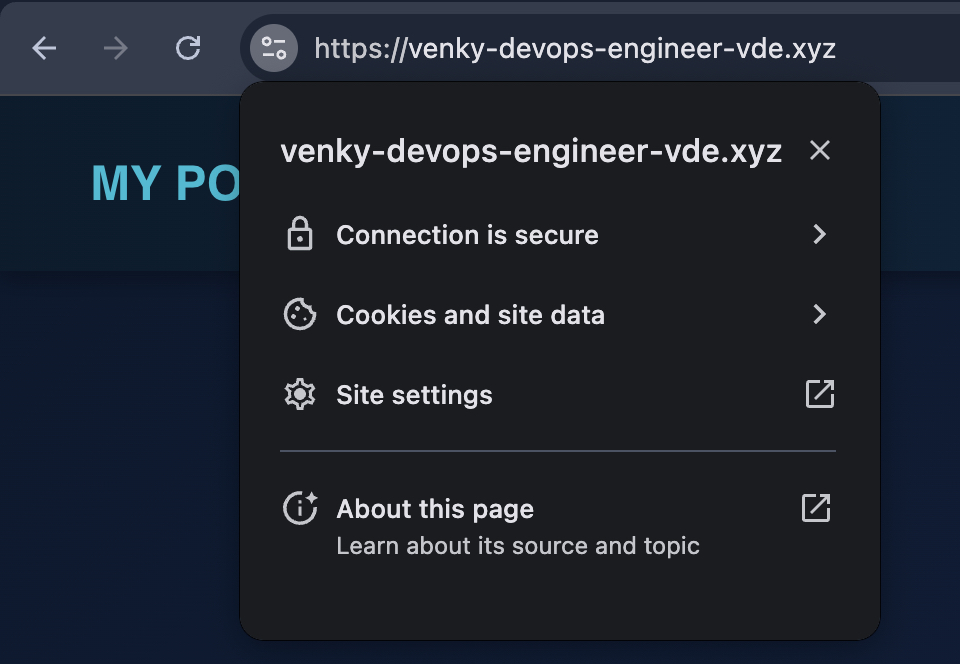 https://venky-devops-engineer-vde.xyz
venky-devops-engineer-vde.xyz
MY PO
Connection is secure
Cookies and site data
Site settings
About this page
Learn about its source and topic